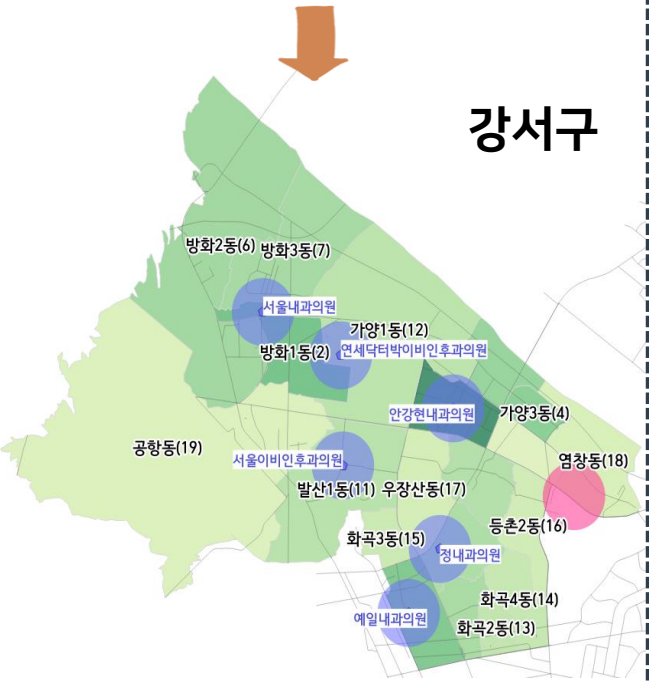 강서구
방화2동(6) 방화3동(7)
서울내과의원
가양1동(12)
방화1동(2) 연세닥터박이비인후과의원
안강현내과의원 가양3동(4)
공항동(19) 서울이비인후과의원 염창동(18)
발산1동(11) 우장산동(17)
등촌2동(16)
화곡3동(15)
정내과의원
화곡4동(14)
예일내과의원
화곡2동(13)